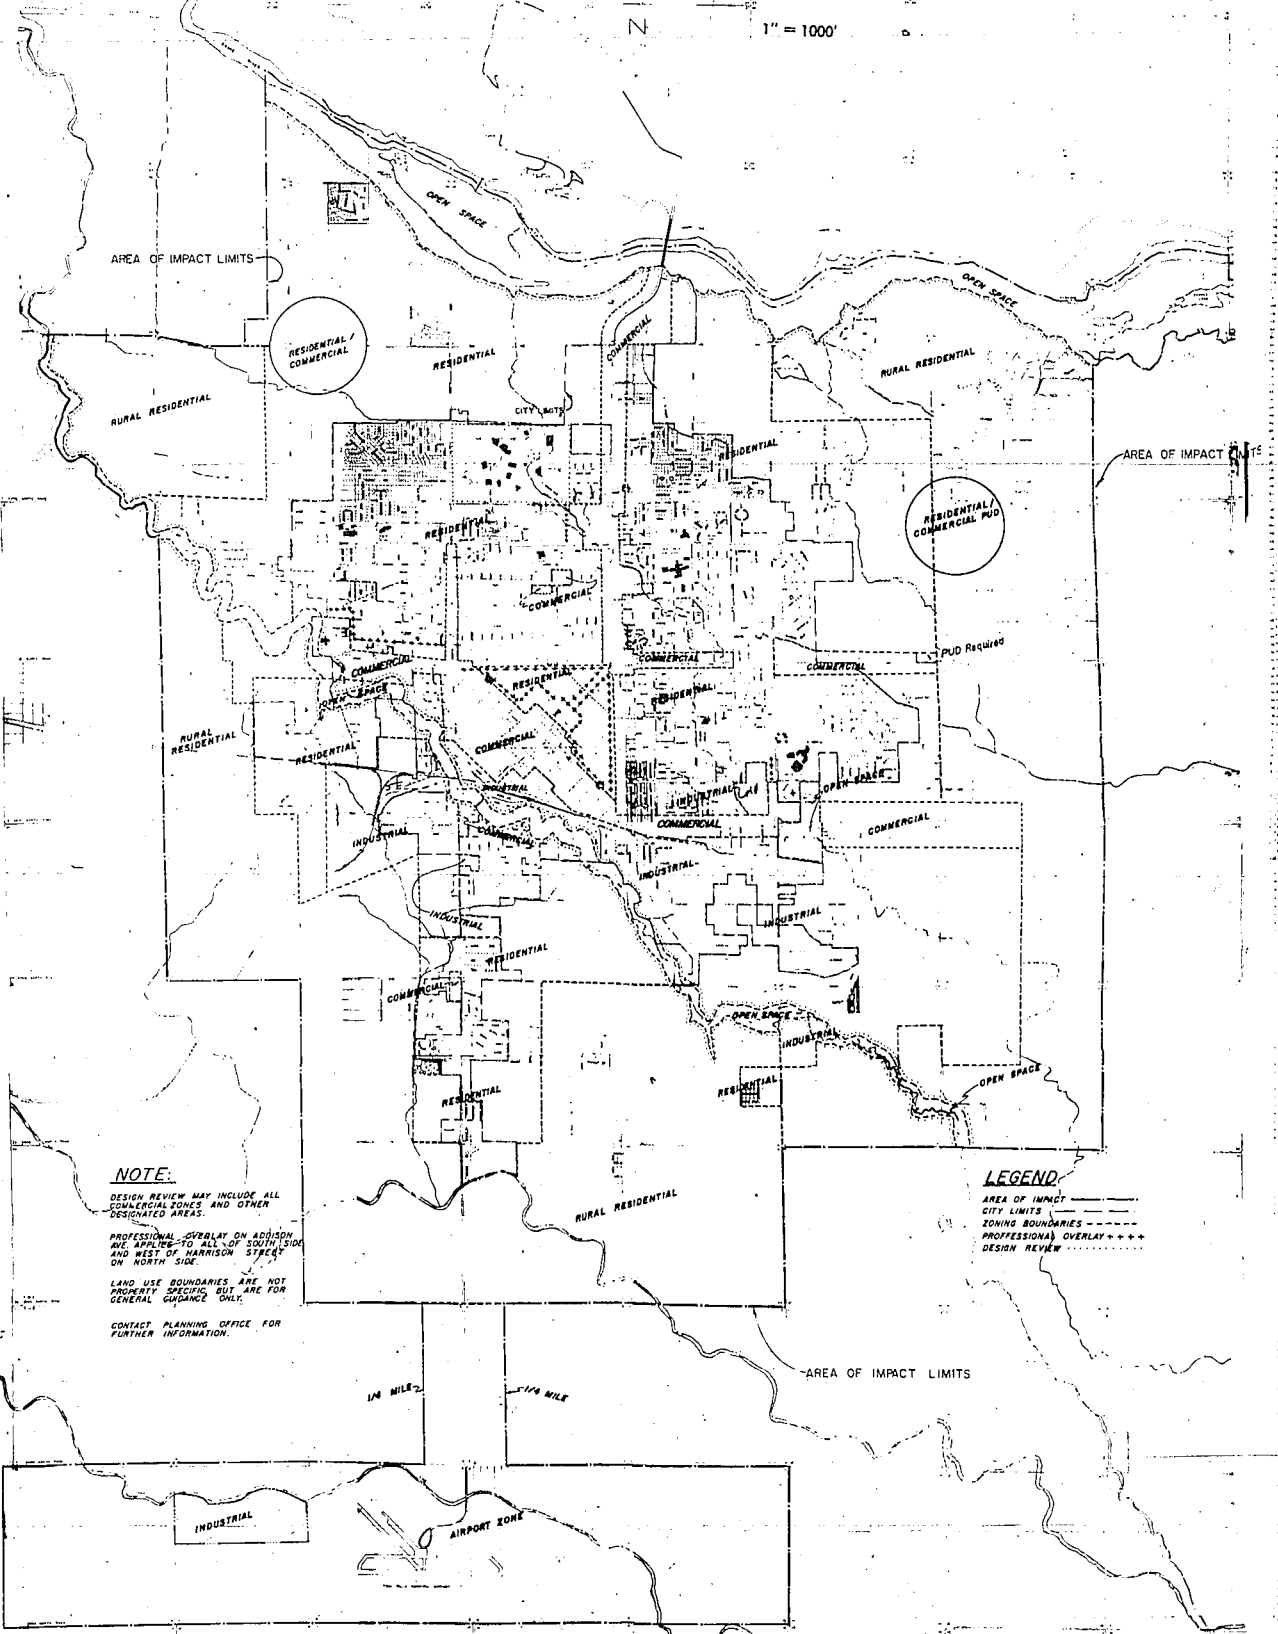 N
1" = 1000'
OPEN SPACE
AREA OF IMPACT LIMITS
OPEN SPACE
COMMERCIAL
RESIDENTIAL /
COMMERCIAL
RESIDENTIAL
RURAL RESIDENTIAL
RURAL RESIDENTIAL
CITY LIMITS
RESIDENTIAL
AREA OF IMPACT LIMITS
RESIDENTIAL/
COMMERCIAL PUD
RESIDENTIAL
COMMERCIAL
PUD Required
COMMERCIAL
COMMERCIAL
COMMERCIAL
RESIDENTIAL
OPEN SPACE
RESIDENTIAL
RURAL
RESIDENTIAL
RESIDENTIAL
COMMERCIAL
OPEN SPACE
INDUSTRIAL
INDUSTRIAL
COMMERCIAL
COMMERCIAL
INDUSTRIAL
COMMERCIAL
INDUSTRIAL
INDUSTRIAL
INDUSTRIAL
RESIDENTIAL
COMMERCIAL
OPEN SPACE
INDUSTRIAL
OPEN SPACE
RESIDENTIAL
RESIDENTIAL
NOTE:
DESIGN REVIEW MAY INCLUDE ALL
COMMERCIAL ZONES AND OTHER
DESIGNATED AREAS.
PROFESSIONAL OVERLAY ON ADDISON
AVE. APPLIES TO ALL OF SOUTH SIDE
AND WEST OF HARRISON STREET
ON NORTH SIDE.
LAND USE BOUNDARIES ARE NOT
PROPERTY SPECIFIC, BUT ARE FOR
GENERAL GUIDANCE ONLY.
CONTACT PLANNING OFFICE FOR
FURTHER INFORMATION.
LEGEND
AREA OF IMPACT
CITY LIMITS
ZONING BOUNDARIES
PROFFESSIONAL OVERLAY
DESIGN REVIEW
RURAL RESIDENTIAL
AREA OF IMPACT LIMITS
1/4 MILE
1/4 MILE
INDUSTRIAL
AIRPORT ZONE